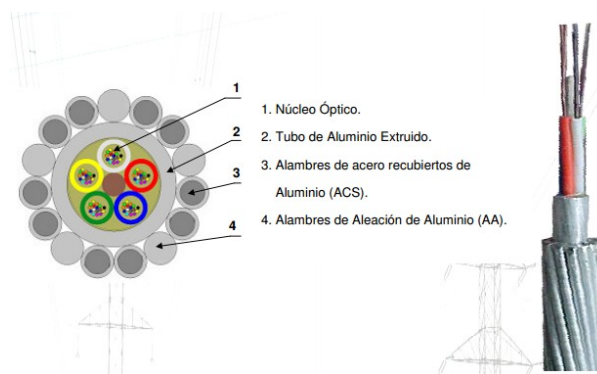 1
2
3
4
1. Núcleo Óptico.
2. Tubo de Aluminio Extruido.
3. Alambres de acero recubiertos de
Aluminio (ACS).
4. Alambres de Aleación de Aluminio (AA).